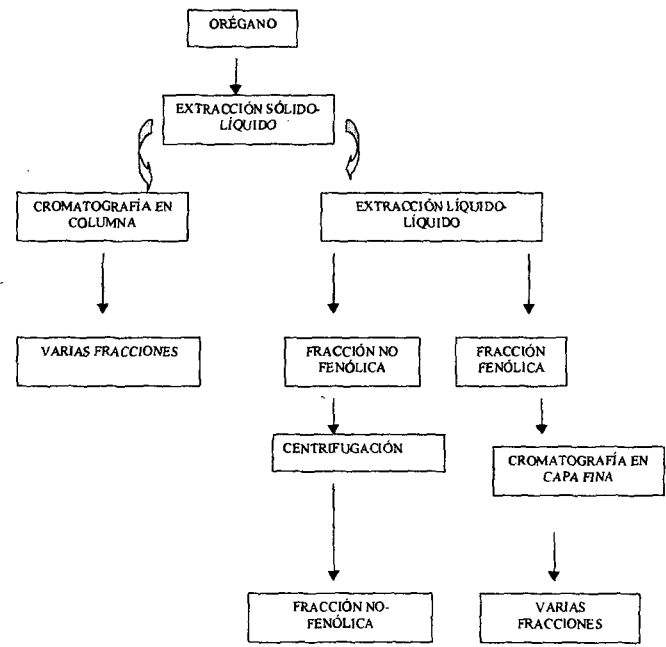 ORÉGANO
EXTRACCIÓN SÓLIDO-
LÍQUIDO
CROMATOGRAFÍA EN
COLUMNA
EXTRACCIÓN LÍQUIDO-
LÍQUIDO
VARIAS FRACCIONES
FRACCIÓN NO
FENÓLICA
FRACCIÓN
FENÓLICA
CENTRIFUGACIÓN
CROMATOGRAFÍA EN
CAPA FINA
FRACCIÓN NO-
FENÓLICA
VARIAS
FRACCIONES